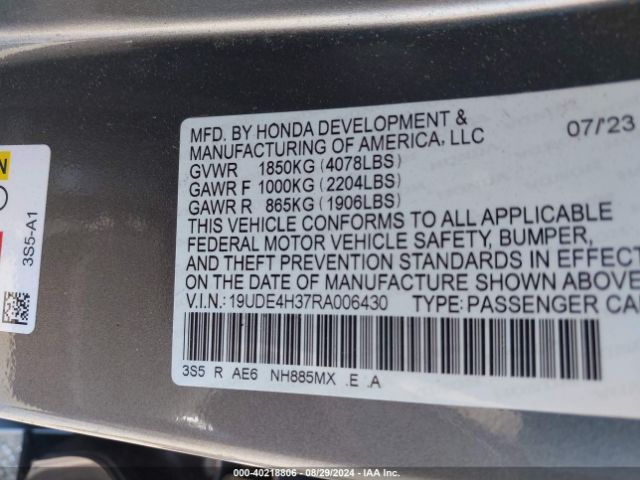 MFD. BY HONDA DEVELOPMENT &
MANUFACTURING OF AMERICA, LLC 07/23
GVWR 1850KG (4078LBS)
GAWR F 1000KG (2204LBS)
GAWR R 865KG (1906LBS)
THIS VEHICLE CONFORMS TO ALL APPLICABLE
FEDERAL MOTOR VEHICLE SAFETY, BUMPER,
AND THEFT PREVENTION STANDARDS IN EFFECT
ON THE DATE OF MANUFACTURE SHOWN ABOVE
V.I.N.: 19UDE4H37RA006430 TYPE: PASSENGER CA
3S5 R AE6 NH885MX .E .A
3S5-A1
000-40218806 - 08/29/2024 - IAA Inc.